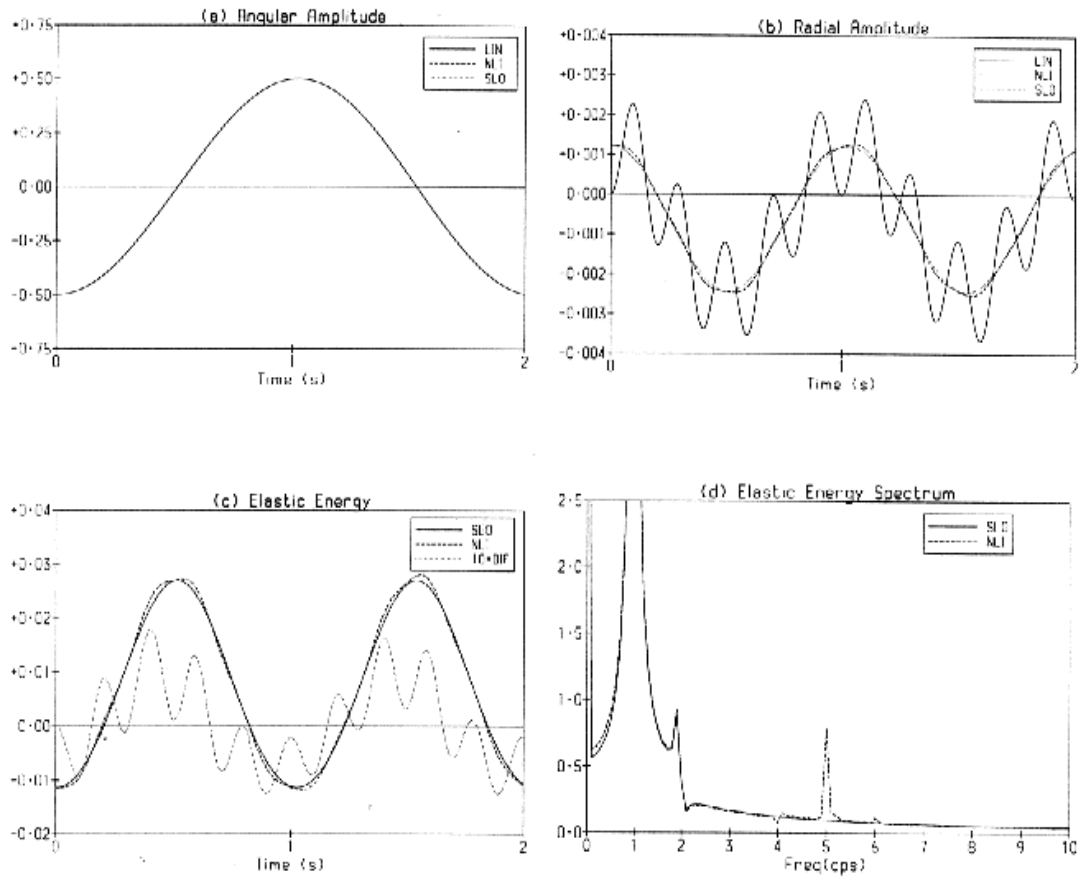 (a) Angular Amplitude
+0.75
+0.50
+0.25
0.00
-0.25
-0.50
-0.75
LIN
NLI
SLO
0
1
2
Time (s)
(b) Radial Amplitude
+0.004
+0.003
+0.002
+0.001
0.000
-0.001
-0.002
-0.003
-0.004
LIN
NLI
SLO
0
1
2
Time (s)
(c) Elastic Energy
+0.04
+0.03
+0.02
+0.01
0.00
-0.01
-0.02
SLO
NLI
10*DIF
0
1
2
Time (s)
(d) Elastic Energy Spectrum
2.5
2.0
1.5
1.0
0.5
0.0
SLO
NLI
0
1
2
3
4
5
6
7
8
9
10
Freq(cps)